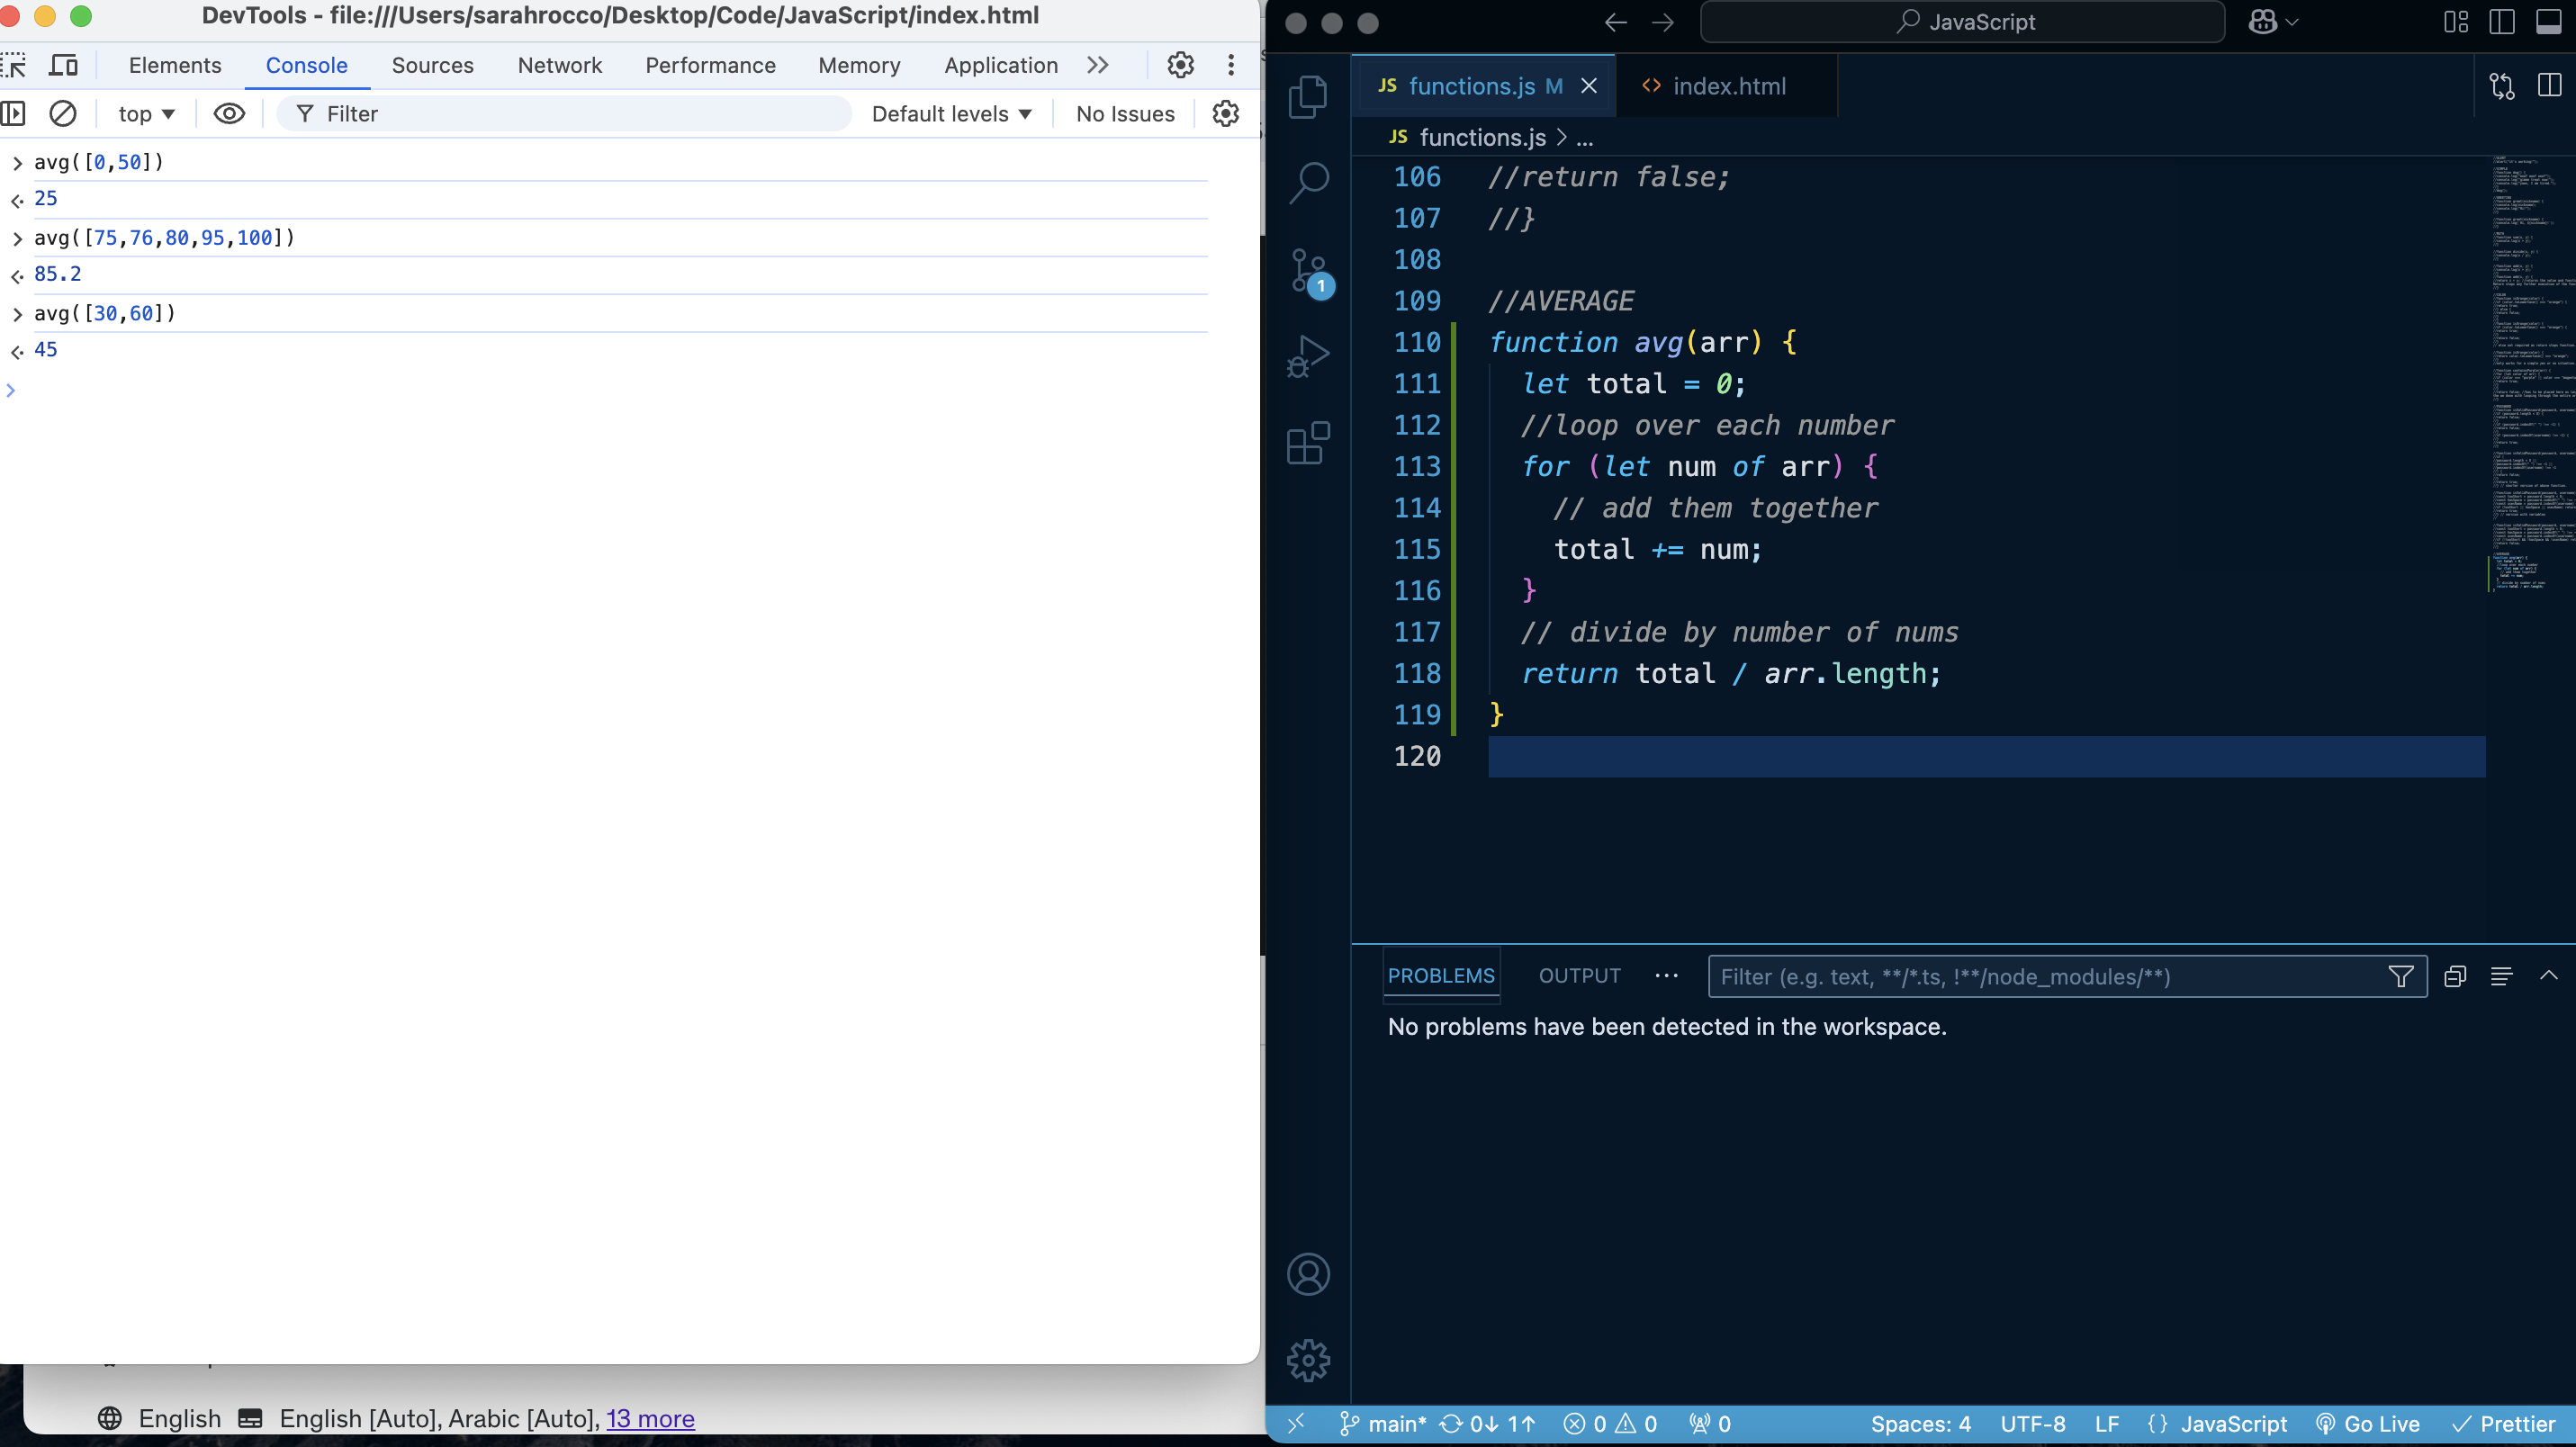 DevTools - file:///Users/sarahrocco/Desktop/Code/JavaScript/index.html
Elements Console Sources Network Performance Memory Application
top Filter Default levels No Issues
> avg([0,50])
25
> avg([75,76,80,95,100])
85.2
> avg([30,60])
45
>
English English [Auto], Arabic [Auto], 13 more
JavaScript
JS functions.js M <> index.html
JS functions.js > ...
106 //return false;
107 //}
108
109 //AVERAGE
110 function avg(arr) {
111 let total = 0;
112 //loop over each number
113 for (let num of arr) {
114 // add them together
115 total += num;
116 }
117 // divide by number of nums
118 return total / arr.length;
119 }
120
1
PROBLEMS OUTPUT ... Filter (e.g. text, **/*.ts, !**/node_modules/**)
No problems have been detected in the workspace.
main* 0↓ 1↑ 0 0 0 Spaces: 4 UTF-8 LF {} JavaScript Go Live Prettier